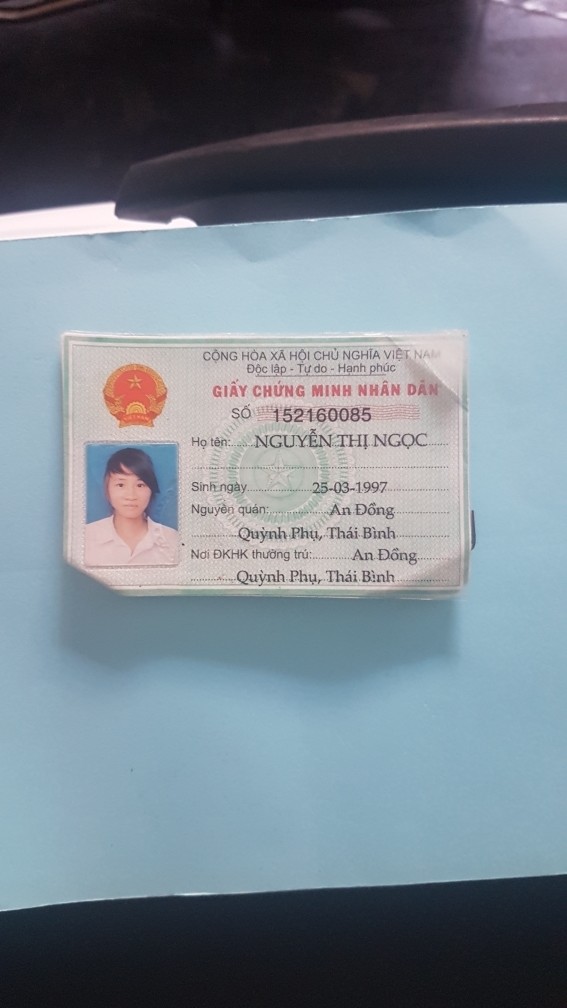 CỘNG HÒA XÃ HỘI CHỦ NGHĨA VIỆT NAM
Độc lập - Tự do - Hạnh phúc
GIẤY CHỨNG MINH NHÂN DÂN
SỐ 152160085
Họ tên: NGUYỄN THỊ NGỌC
Sinh ngày 25-03-1997
Nguyên quán: An Đồng
Quỳnh Phụ, Thái Bình
Nơi ĐKHK thường trú: An Đồng
Quỳnh Phụ, Thái Bình